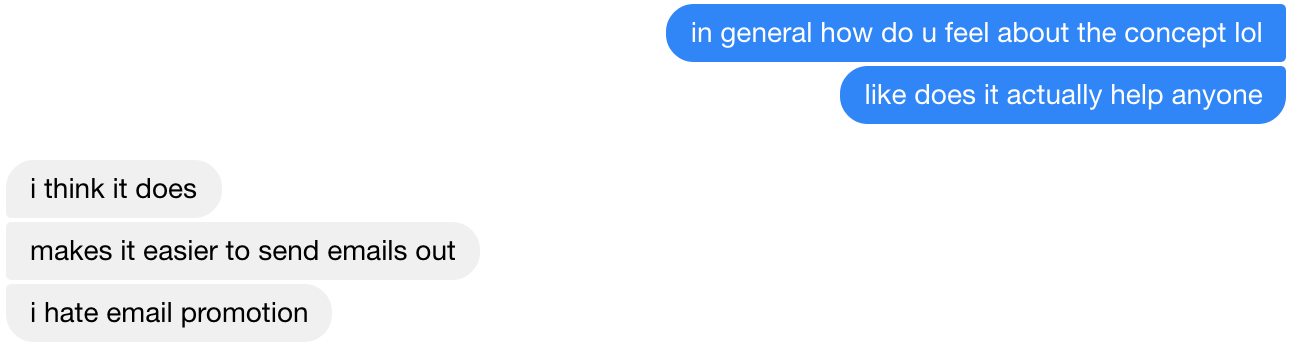 in general how do u feel about the concept lol
like does it actually help anyone
i think it does
makes it easier to send emails out
i hate email promotion